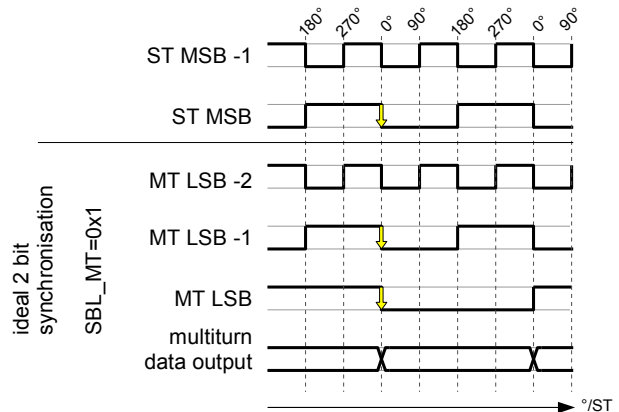 180° 270° 0° 90° 180° 270° 0° 90°
ST MSB -1
ST MSB
ideal 2 bit
synchronisation
SBL_MT=0x1
MT LSB -2
MT LSB -1
MT LSB
multiturn
data output
°/ST